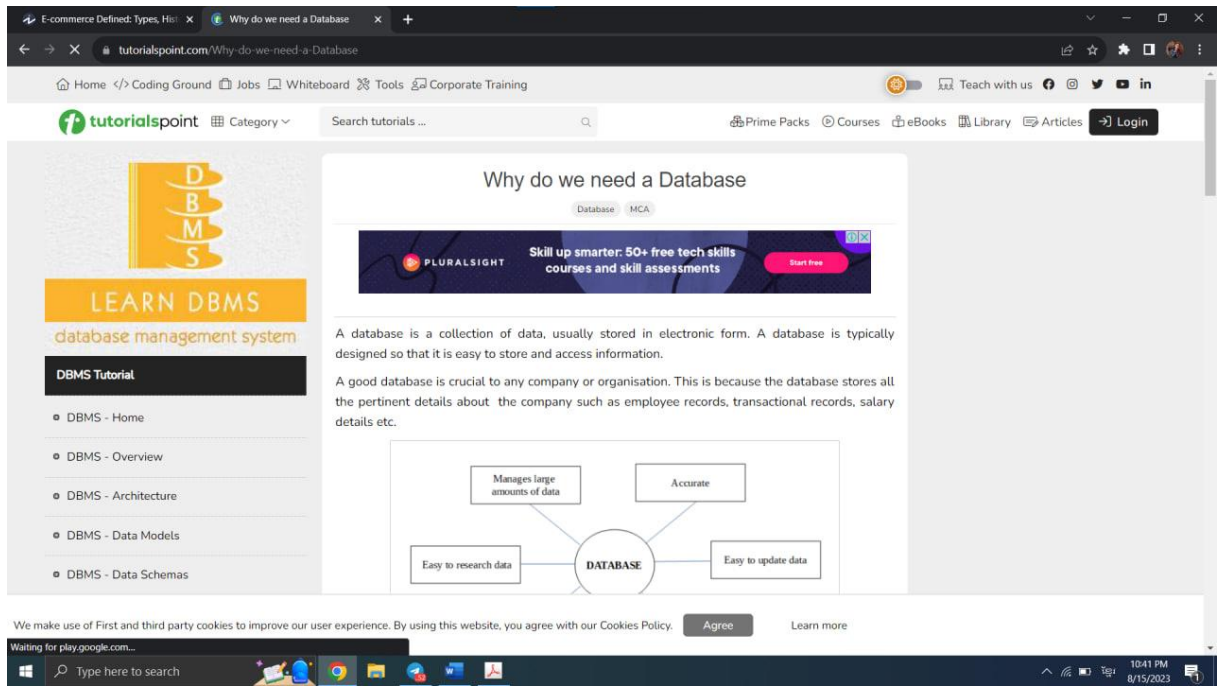 E-commerce Defined: Types, Hist
Why do we need a Database
tutorialspoint.com/Why-do-we-need-a-Database
Home </> Coding Ground Jobs Whiteboard Tools Corporate Training
Teach with us
tutorialspoint Category
Search tutorials ...
Prime Packs Courses eBooks Library Articles Login
D
B
M
S
LEARN DBMS
database management system
DBMS Tutorial
DBMS - Home
DBMS - Overview
DBMS - Architecture
DBMS - Data Models
DBMS - Data Schemas
Why do we need a Database
Database MCA
PLURALSIGHT
Skill up smarter: 50+ free tech skills
courses and skill assessments
Start free
A database is a collection of data, usually stored in electronic form. A database is typically
designed so that it is easy to store and access information.
A good database is crucial to any company or organisation. This is because the database stores all
the pertinent details about the company such as employee records, transactional records, salary
details etc.
Manages large
amounts of data
Accurate
Easy to research data
DATABASE
Easy to update data
We make use of First and third party cookies to improve our user experience. By using this website, you agree with our Cookies Policy. Agree Learn more
Waiting for play.google.com...
Type here to search
10:41 PM
8/15/2023